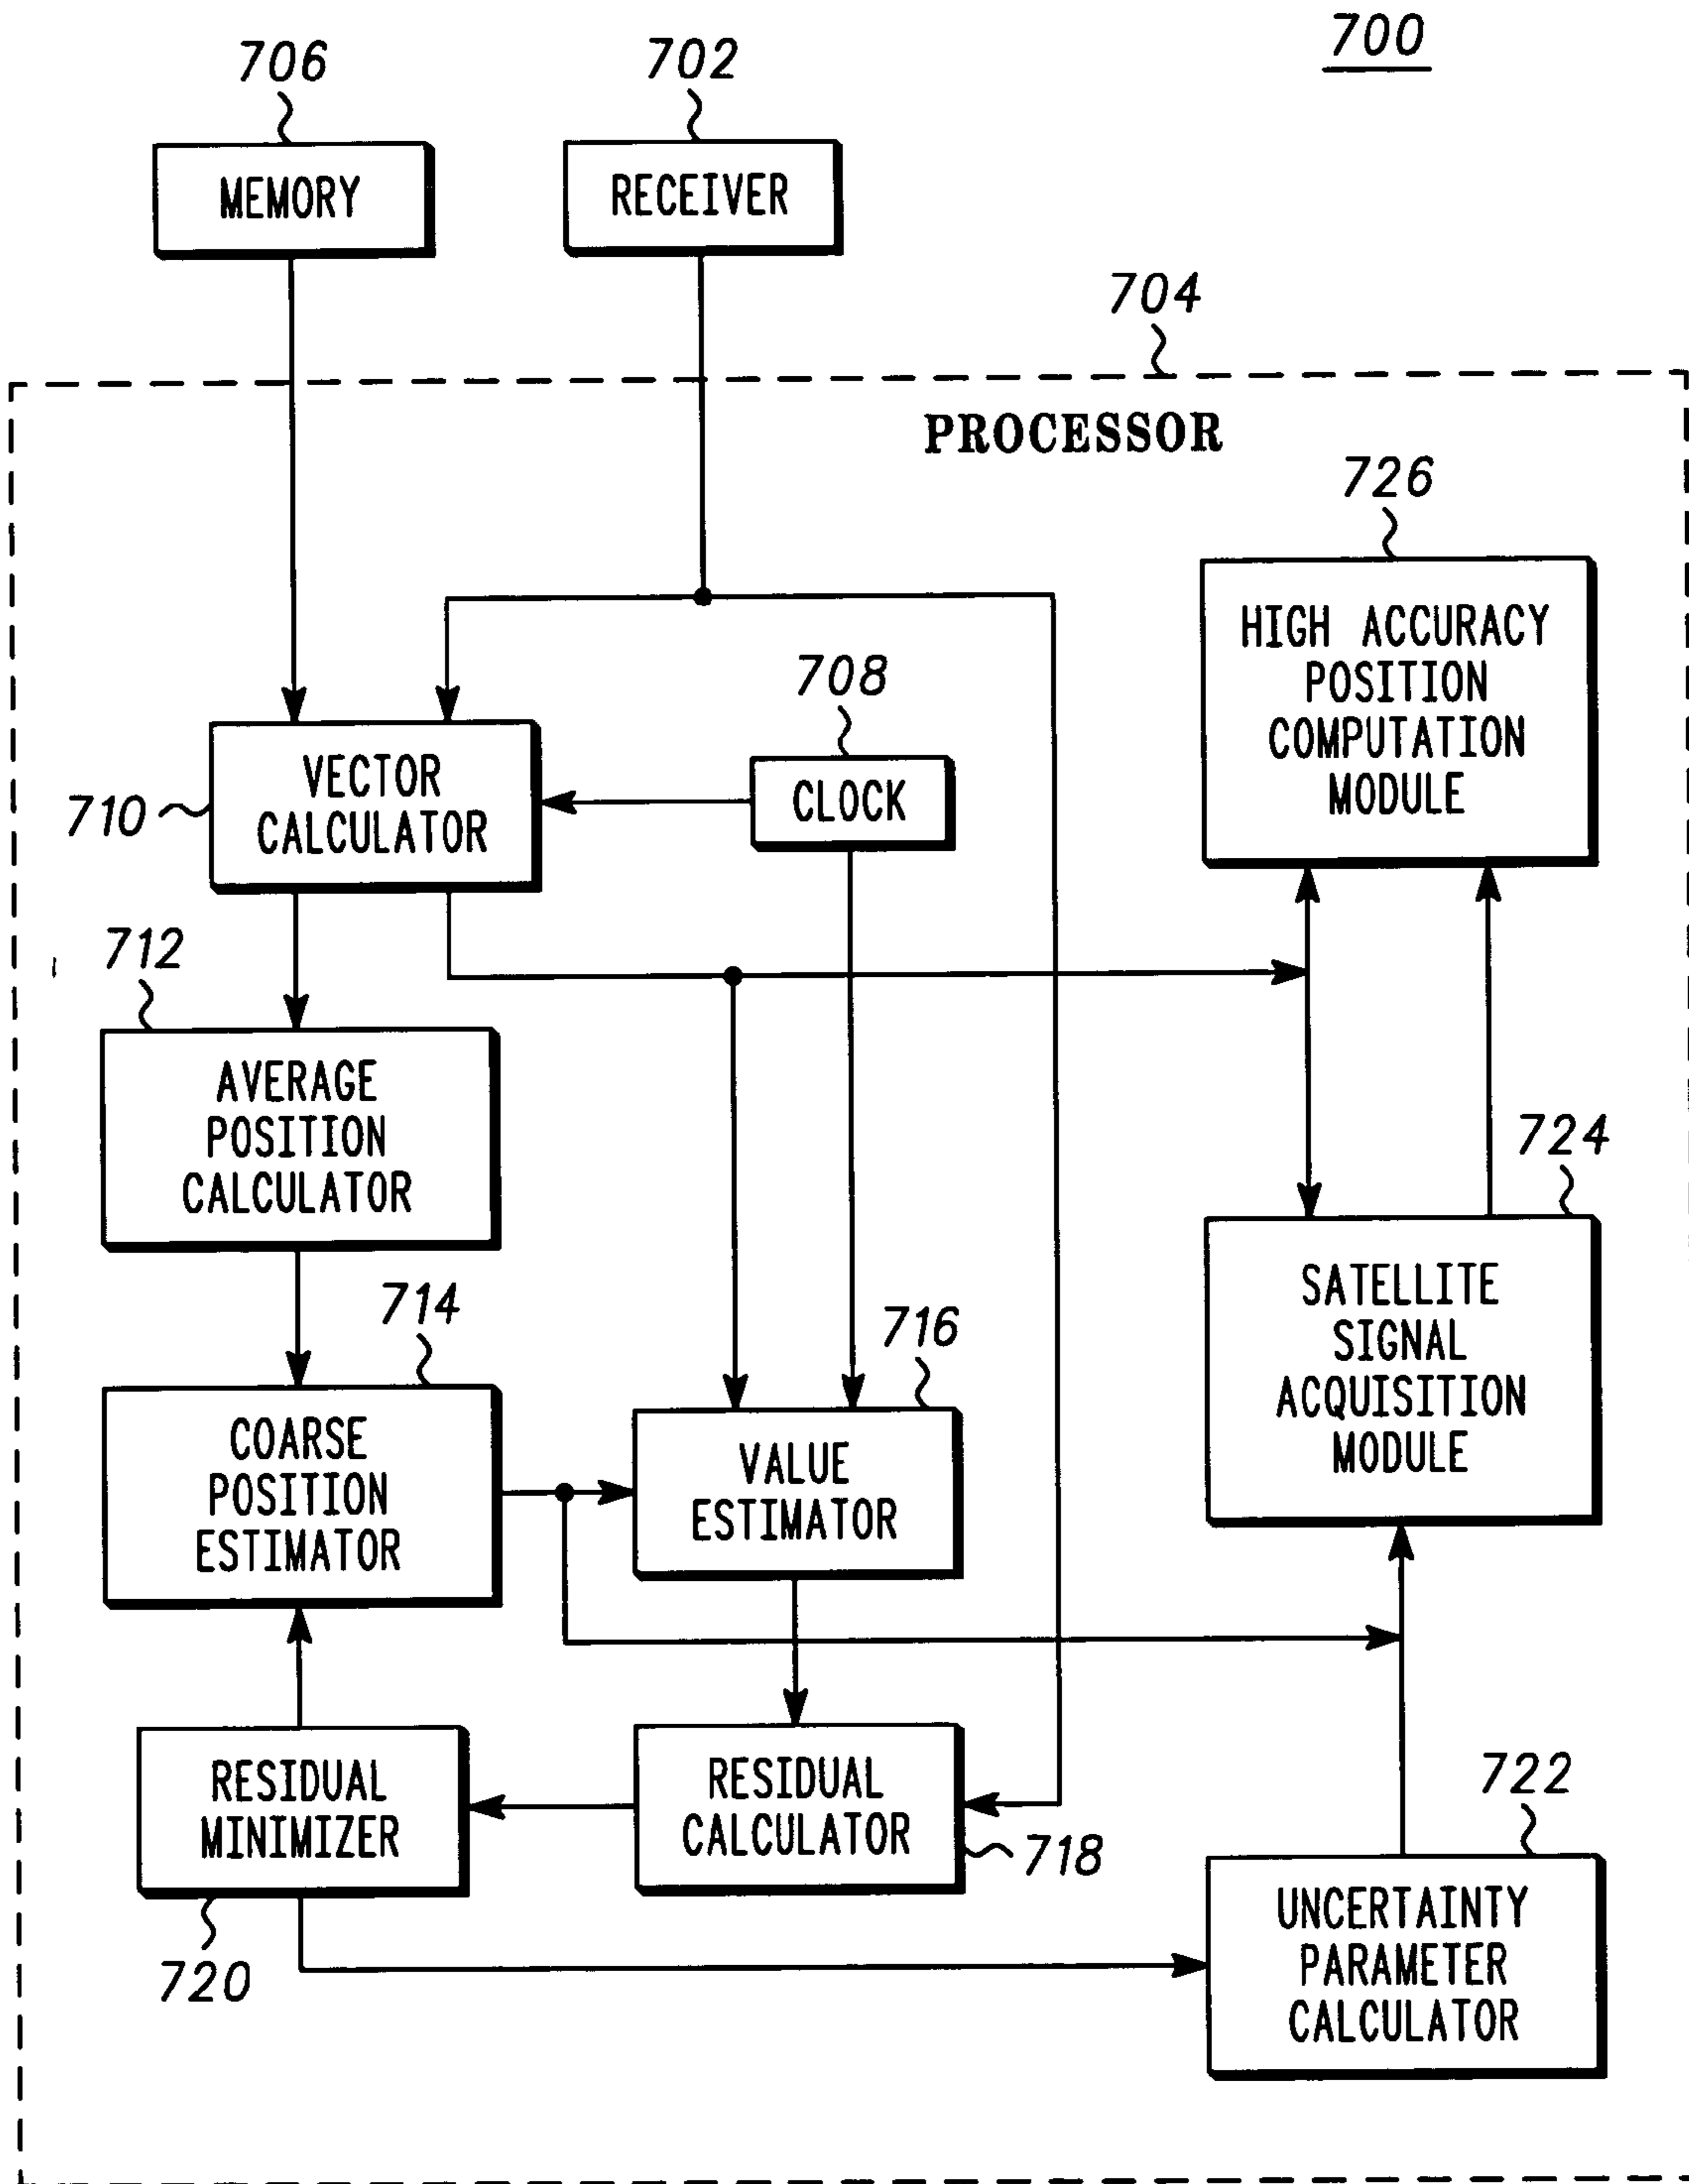 700
706
702
MEMORY
RECEIVER
704
PROCESSOR
726
HIGH ACCURACY
POSITION
COMPUTATION
MODULE
708
CLOCK
710
VECTOR
CALCULATOR
712
AVERAGE
POSITION
CALCULATOR
724
SATELLITE
SIGNAL
ACQUISITION
MODULE
714
COARSE
POSITION
ESTIMATOR
716
VALUE
ESTIMATOR
RESIDUAL
MINIMIZER
720
RESIDUAL
CALCULATOR
718
722
UNCERTAINTY
PARAMETER
CALCULATOR